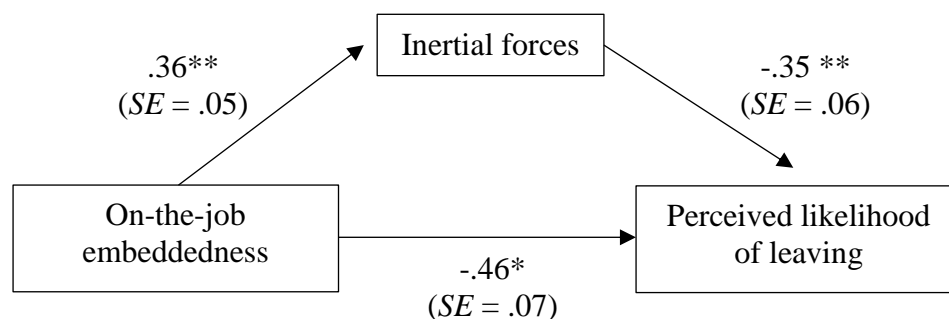 Inertial forces
.36**
(SE = .05)
-.35 **
(SE = .06)
On-the-job
embeddedness
Perceived likelihood
of leaving
-.46*
(SE = .07)